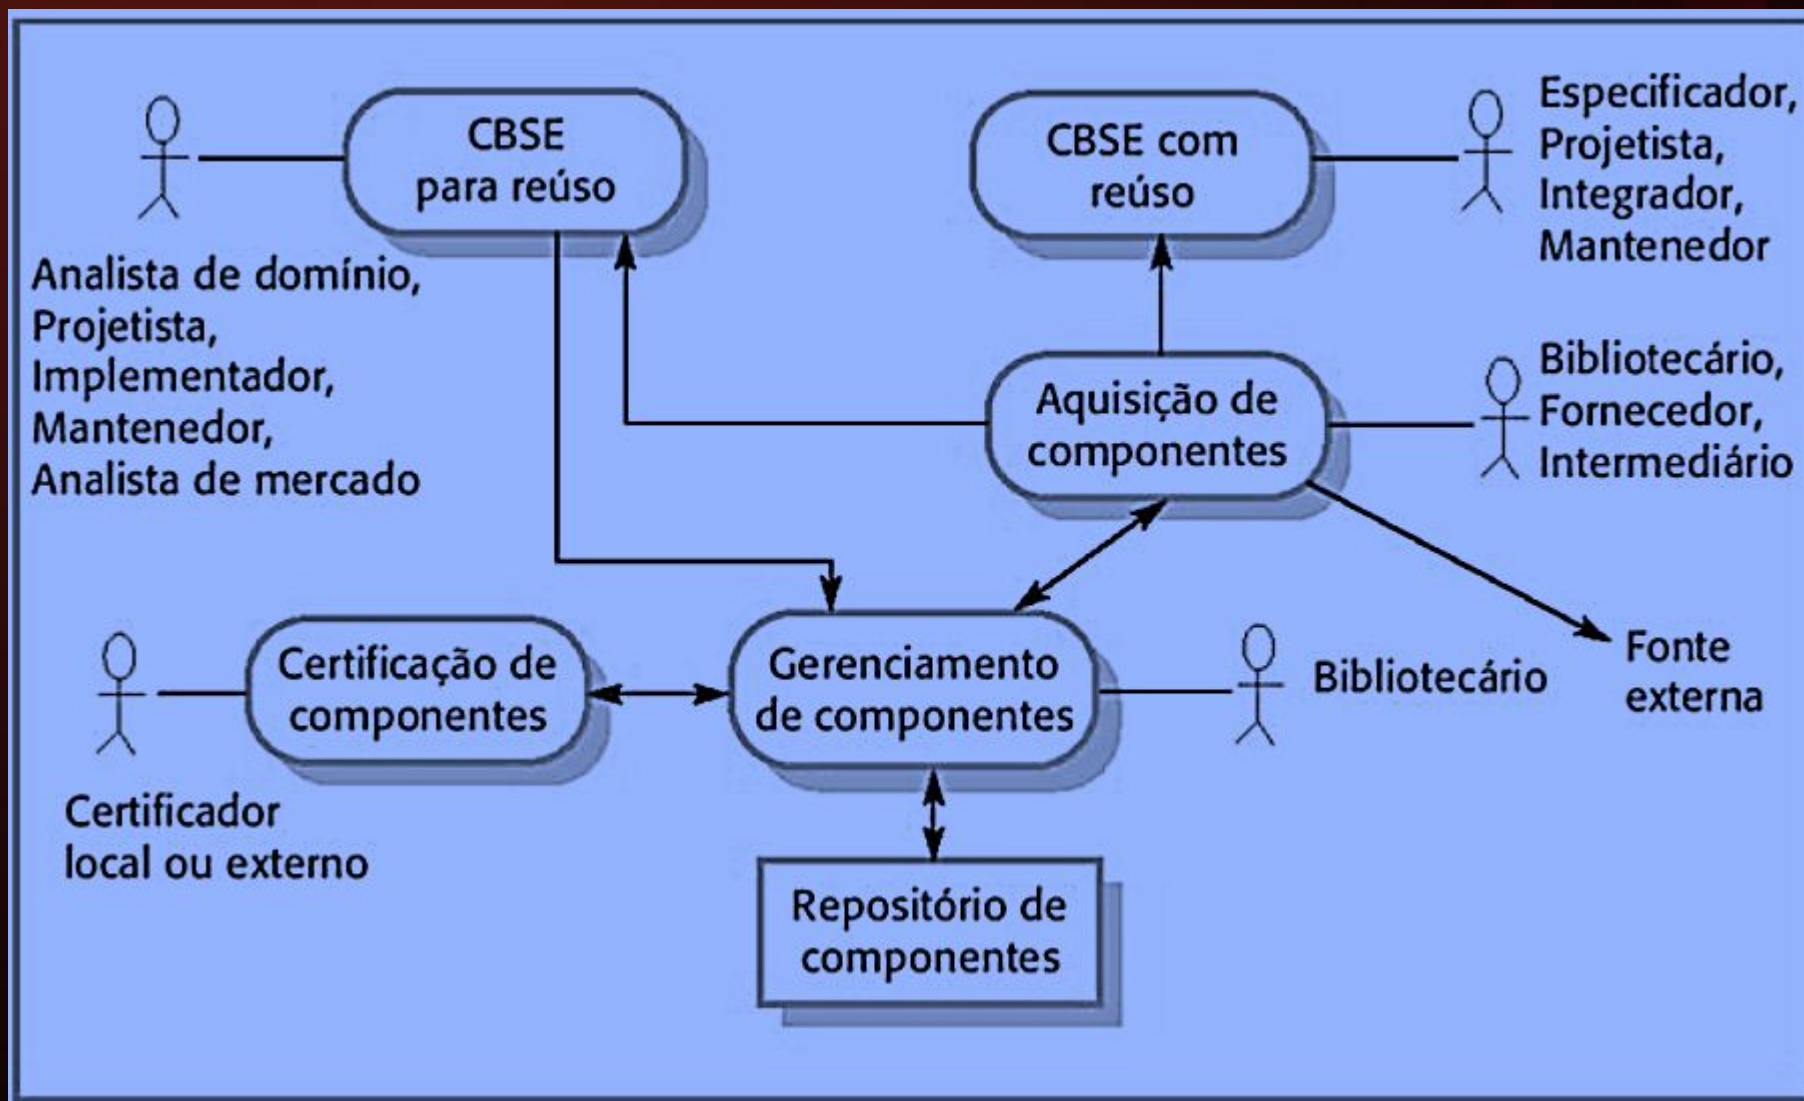 CBSE
para reúso
CBSE com
reúso
Especificador,
Projetista,
Integrador,
Mantenedor
Analista de domínio,
Projetista,
Implementador,
Mantenedor,
Analista de mercado
Aquisição de
componentes
Bibliotecário,
Fornecedor,
Intermediário
Certificação de
componentes
Gerenciamento
de componentes
Bibliotecário
Fonte
externa
Certificador
local ou externo
Repositório de
componentes